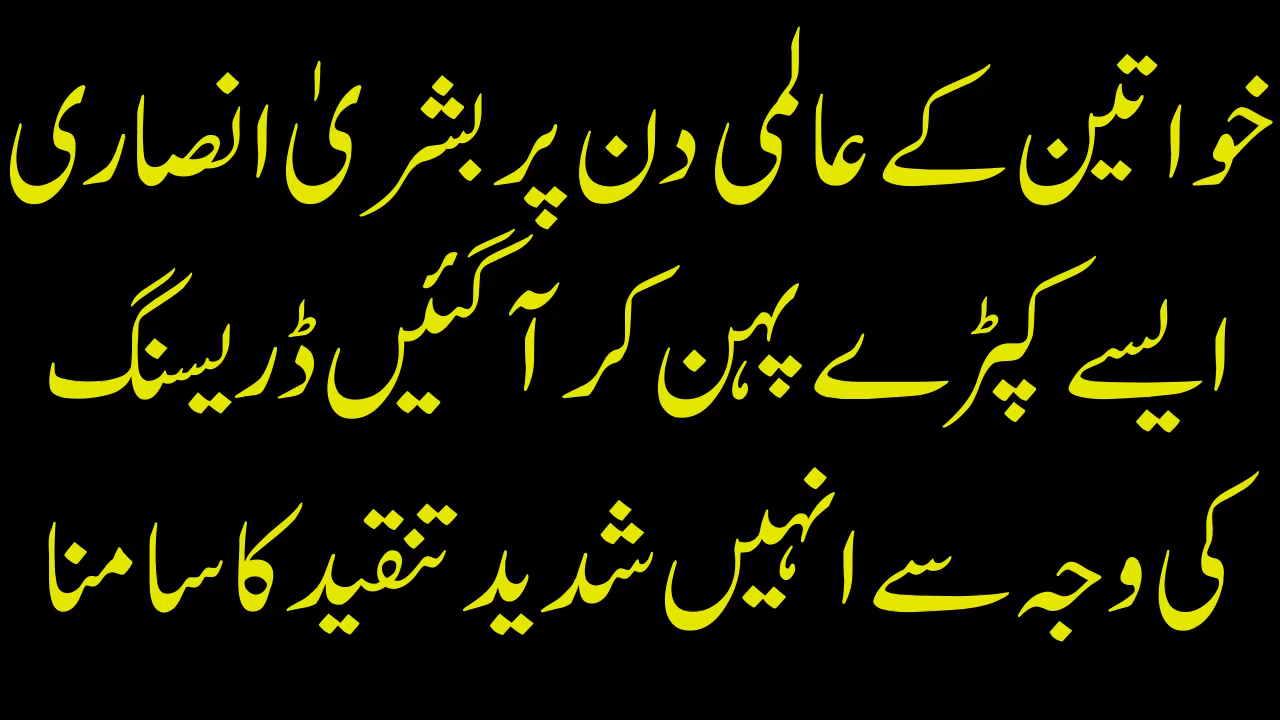 خواتین کے عالمی دن پر بشریٰ انصاری
ایسے کپڑے پہن کر آ گئیں ڈریسنگ
کی وجہ سے انہیں شدید تنقید کا سامنا